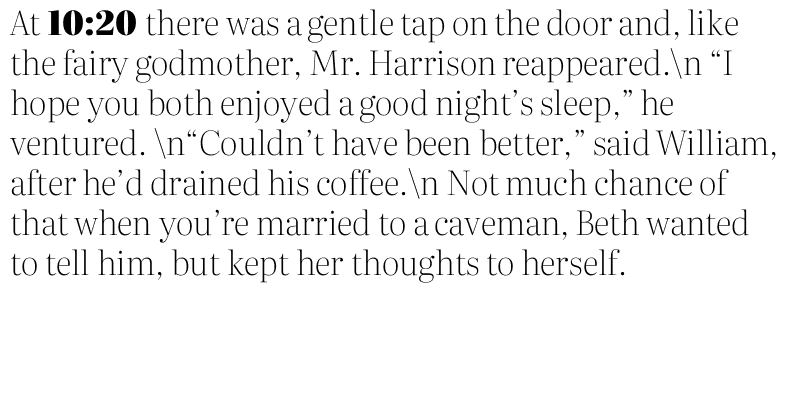 At 10:20 there was a gentle tap on the door and, like
the fairy godmother, Mr. Harrison reappeared.\n “I
hope you both enjoyed a good night’s sleep,” he
ventured. \n“Couldn’t have been better,” said William,
after he’d drained his coffee.\n Not much chance of
that when you’re married to a caveman, Beth wanted
to tell him, but kept her thoughts to herself.